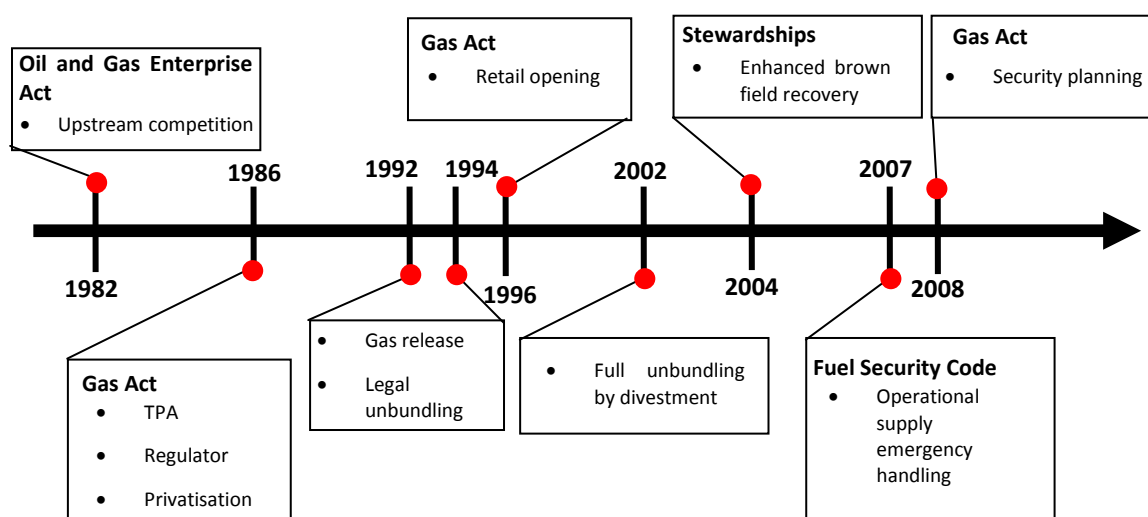 Oil and Gas Enterprise
Act
• Upstream competition
Gas Act
• Retail opening
Stewardships
• Enhanced brown
field recovery
Gas Act
• Security planning
1986
1992
1994
2002
2007
1982
1996
2004
2008
Gas Act
• TPA
• Regulator
• Privatisation
• Gas release
• Legal
unbundling
• Full unbundling
by divestment
Fuel Security Code
• Operational
supply
emergency
handling